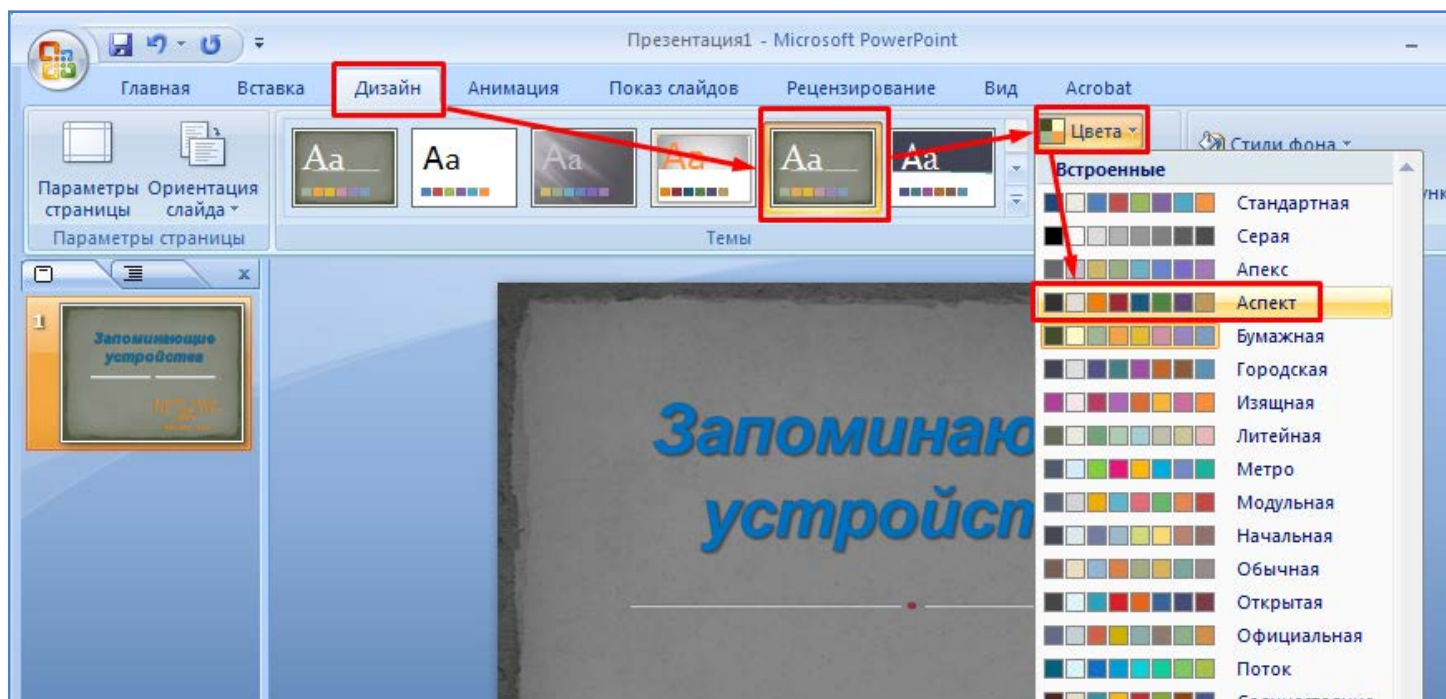 Презентация1 - Microsoft PowerPoint
Главная Вставка Дизайн Анимация Показ слайдов Рецензирование Вид Acrobat
Параметры страницы
Ориентация слайда
Параметры страницы
Aa Aa Aa Aa Aa Aa
Темы
Цвета
Стили фона
Встроенные
Стандартная
Серая
Апекс
Аспект
Бумажная
Городская
Изящная
Литейная
Метро
Модульная
Начальная
Обычная
Открытая
Официальная
Поток
1
Запоминающие
устройства
Запоминаю
устройст